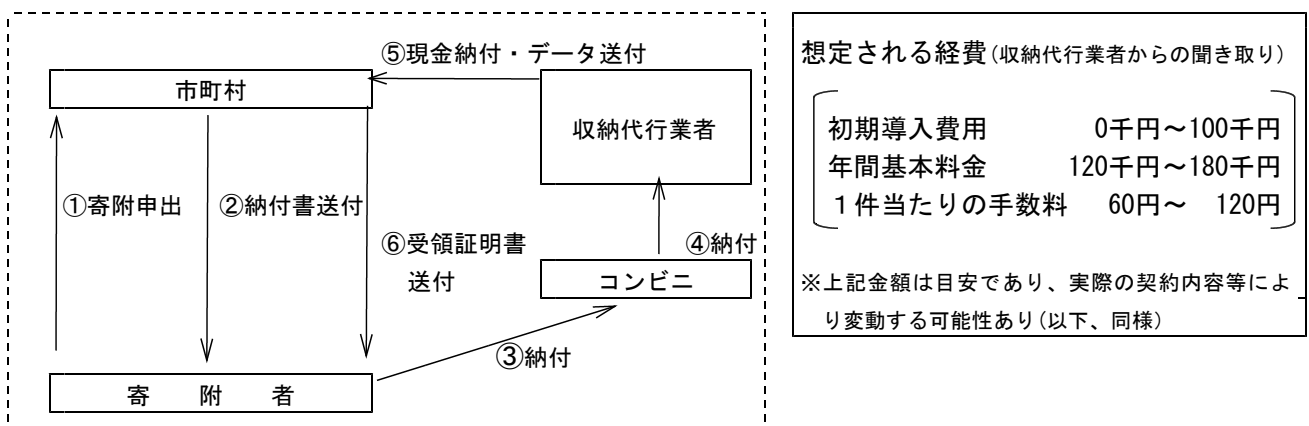 ⑤現金納付・データ送付
市町村
収納代行業者
①寄附申出
②納付書送付
⑥受領証明書
送付
④納付
コンビニ
③納付
寄　附　者
想定される経費(収納代行業者からの聞き取り)
初期導入費用　0千円～100千円
年間基本料金　120千円～180千円
１件当たりの手数料　60円～　120円
※上記金額は目安であり、実際の契約内容等によ
り変動する可能性あり(以下、同様)